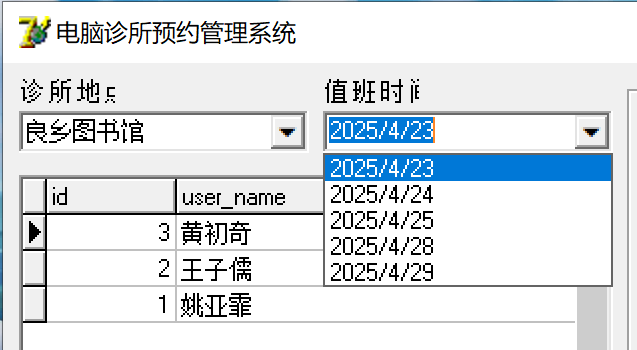 电脑诊所预约管理系统
诊所地点 值班时间
良乡图书馆 2025/4/23
2025/4/23
2025/4/24
2025/4/25
2025/4/28
2025/4/29
id user_name
3 黄初奇
2 王子儒
1 姚亚霏